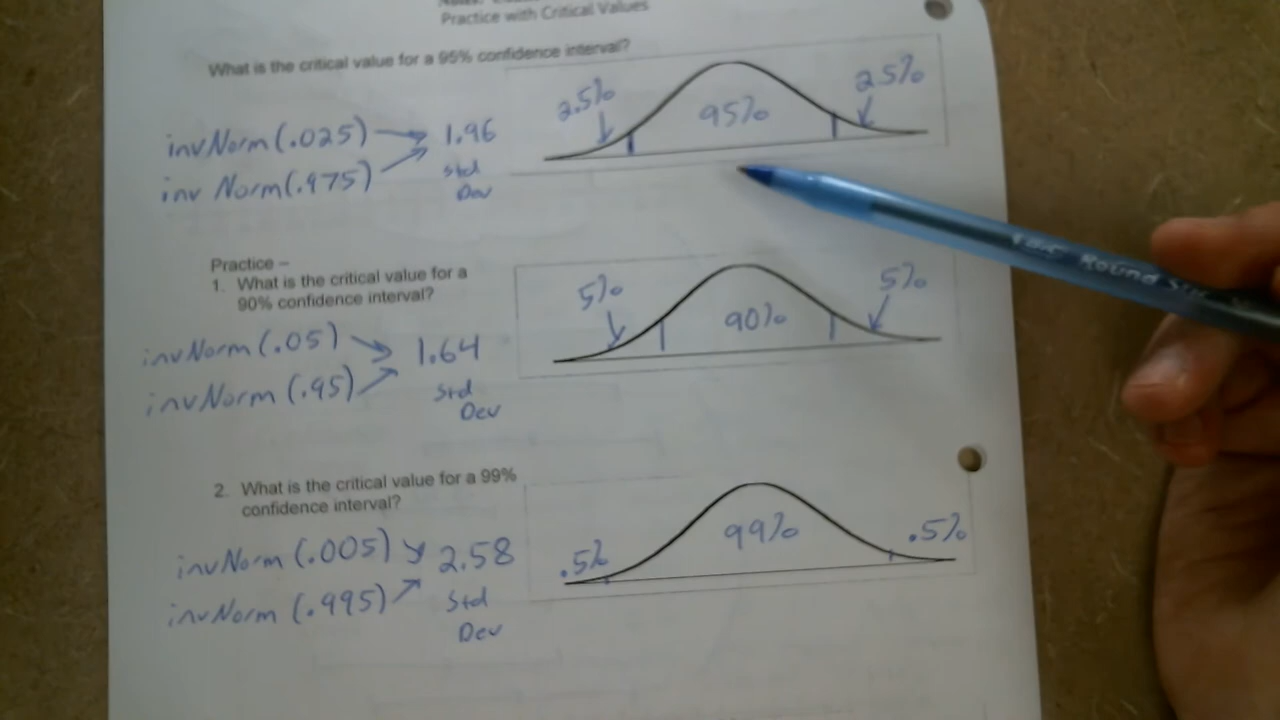 Practice with Critical Values
What is the critical value for a 95% confidence interval?
2.5%
95%
2.5%
invNorm(.025)
1.96
inv Norm(.975)
Std
Dev
Practice –
1. What is the critical value for a
90% confidence interval?
5%
90%
5%
invNorm(.05)
1.64
invNorm(.95)
Std
Dev
2. What is the critical value for a 99%
confidence interval?
.5%
99%
.5%
invNorm(.005)
2.58
invNorm(.995)
Std
Dev
Round